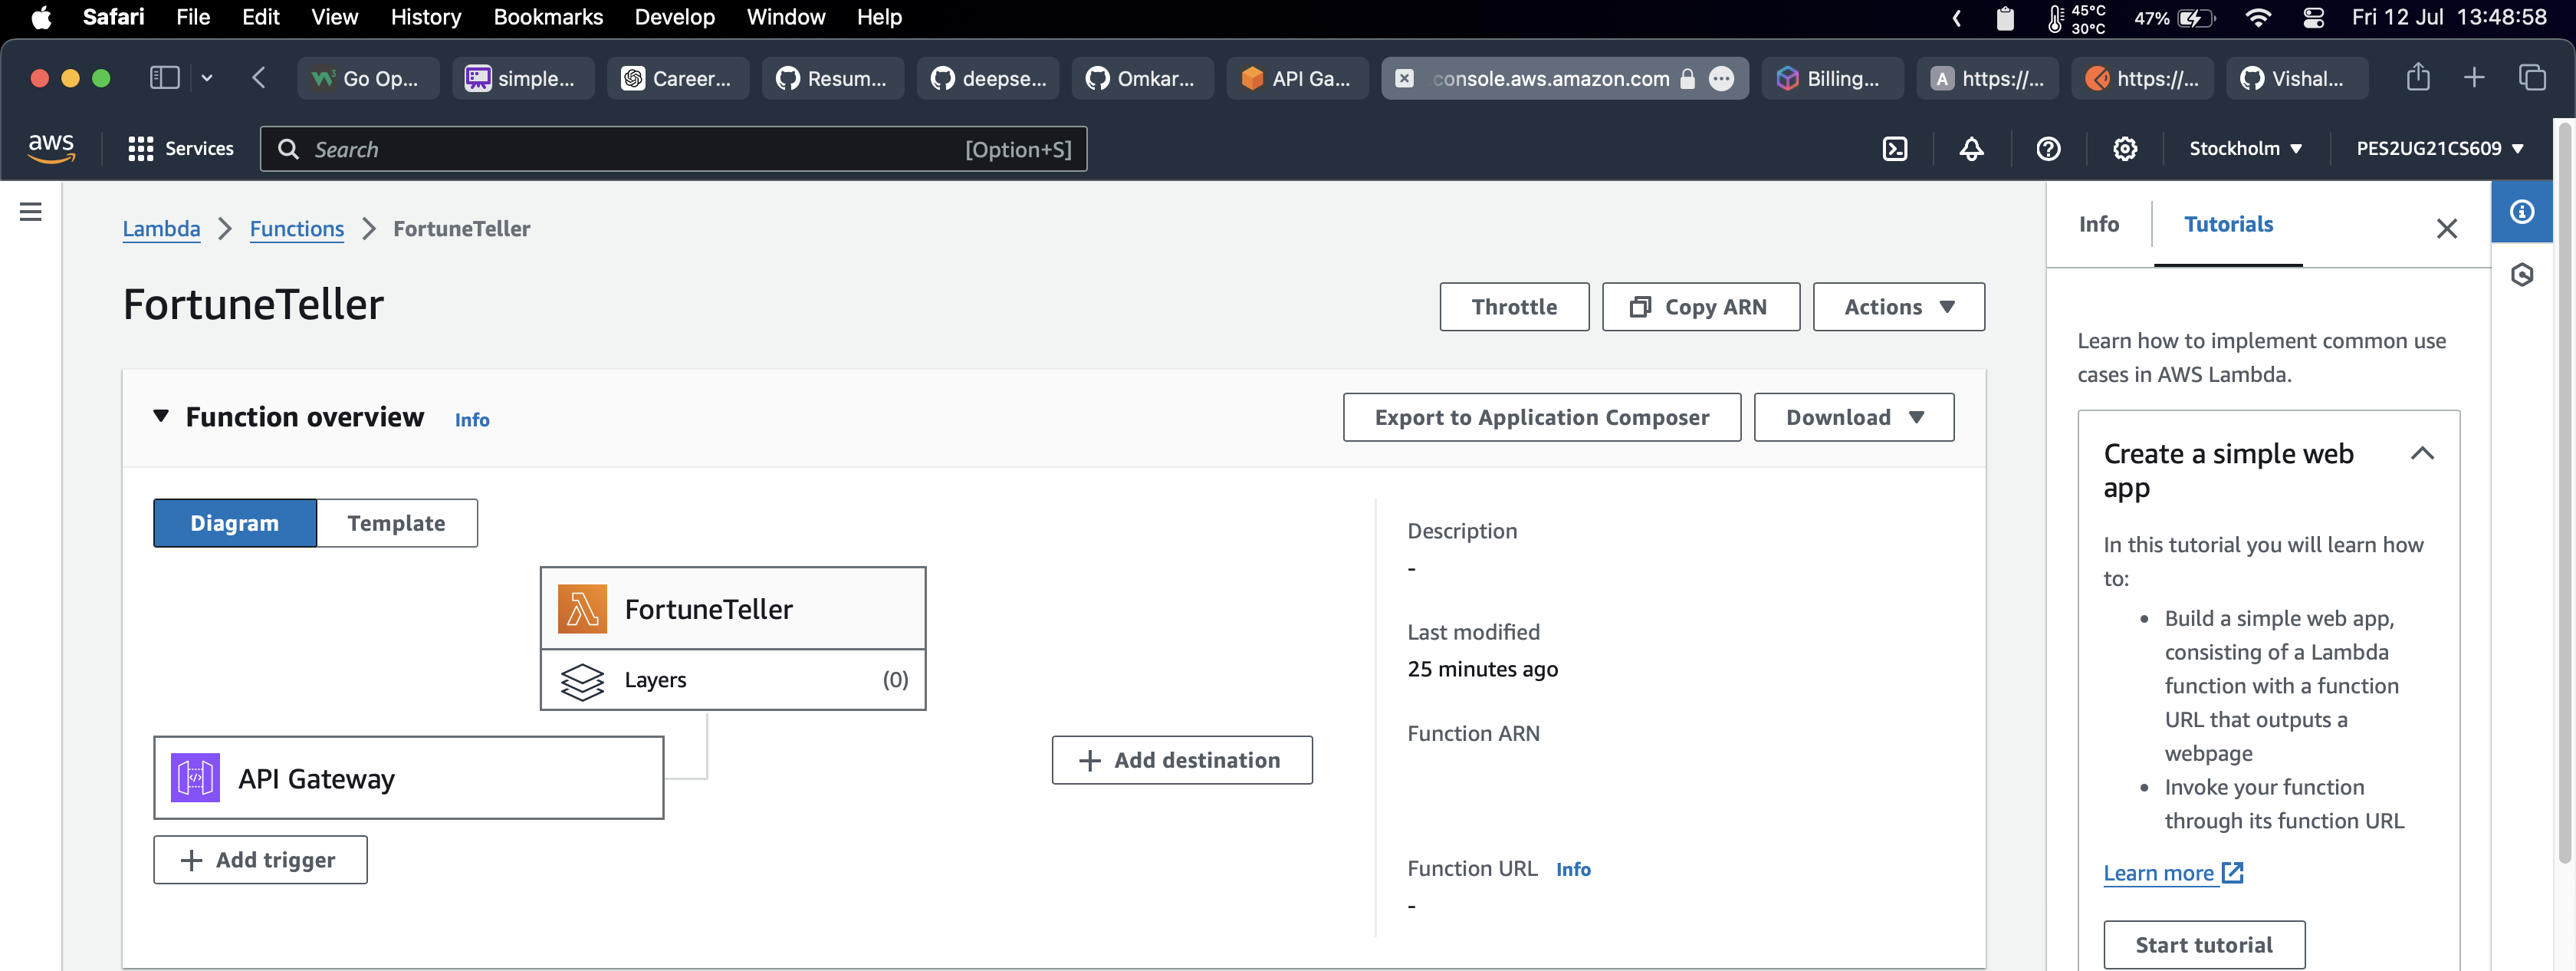 Safari File Edit View History Bookmarks Develop Window Help 45°C 30°C 47% Fri 12 Jul 13:48:58
Go Op... simple... Career... Resum... deepse... Omkar... API Ga... console.aws.amazon.com Billing... https://... https://... Vishal...
aws Services Search [Option+S] Stockholm PES2UG21CS609
Lambda Functions FortuneTeller
FortuneTeller
Throttle Copy ARN Actions
Function overview Info
Export to Application Composer Download
Diagram Template
FortuneTeller
Layers (0)
API Gateway
+ Add trigger
+ Add destination
Description
-
Last modified
25 minutes ago
Function ARN
Function URL Info
-
Info Tutorials
Learn how to implement common use
cases in AWS Lambda.
Create a simple web
app
In this tutorial you will learn how
to:
• Build a simple web app,
consisting of a Lambda
function with a function
URL that outputs a
webpage
• Invoke your function
through its function URL
Learn more
Start tutorial